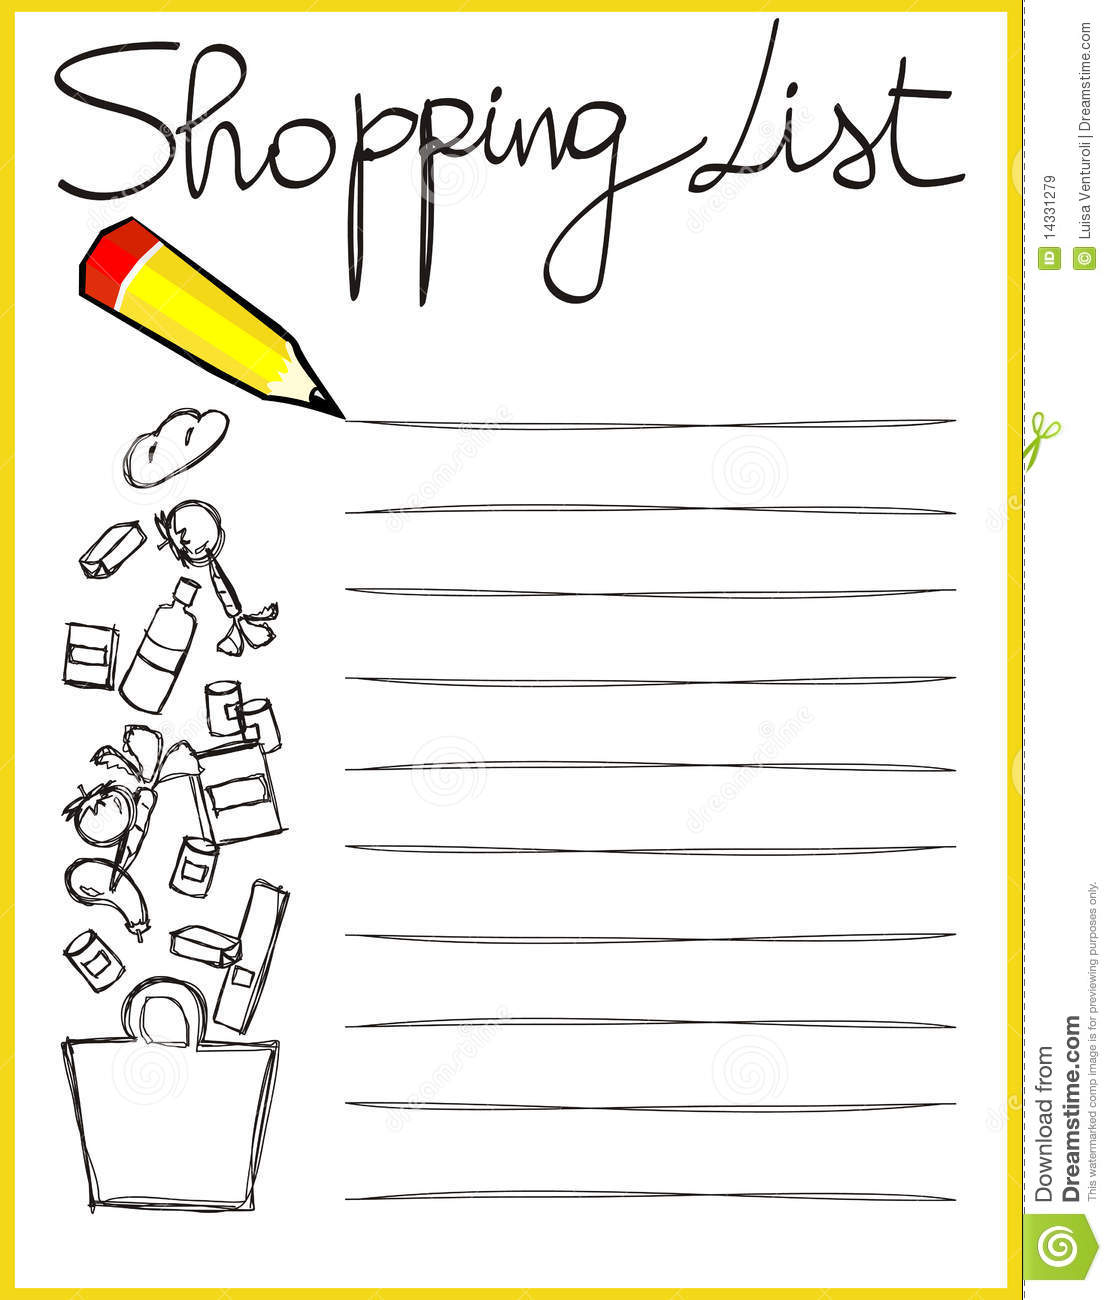 Shopping List
ID 14331279
© Luisa Venturoli | Dreamstime.com
Download from
Dreamstime.com
This watermarked comp image is for previewing purposes only.
dreamstime